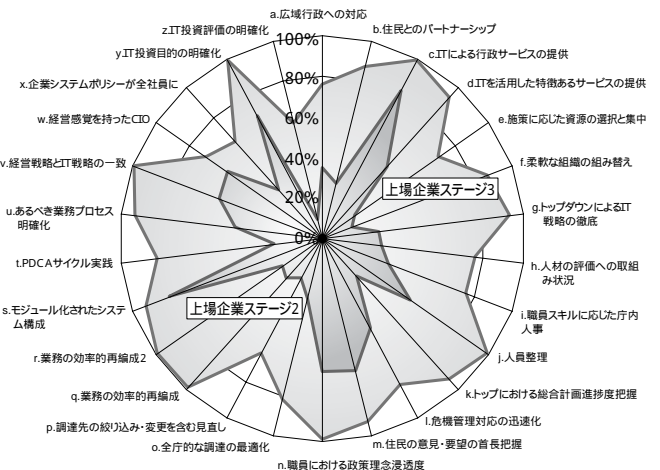 a.広域行政への対応
b.住民とのパートナーシップ
c.ITによる行政サービスの提供
d.ITを活用した特徴あるサービスの提供
e.施策に応じた資源の選択と集中
f.柔軟な組織の組み替え
g.トップダウンによるIT
戦略の徹底
h.人材の評価への取組
み状況
i.職員スキルに応じた庁内
人事
j.人員整理
k.トップにおける総合計画進捗度把握
l.危機管理対応の迅速化
m.住民の意見・要望の首長把握
n.職員における政策理念浸透度
o.全庁的な調達の最適化
p.調達先の絞り込み・変更を含む見直し
q.業務の効率的再編成
r.業務の効率的再編成2
s.モジュール化されたシステ
ム構成
t.PDCAサイクル実践
u.あるべき業務プロセス
明確化
v.経営戦略とIT戦略の一致
w.経営感覚を持ったCIO
x.企業システムポリシーが全社員に
y.IT投資目的の明確化
z.IT投資評価の明確化
100%
80%
60%
40%
20%
0%
上場企業ステージ3
上場企業ステージ2